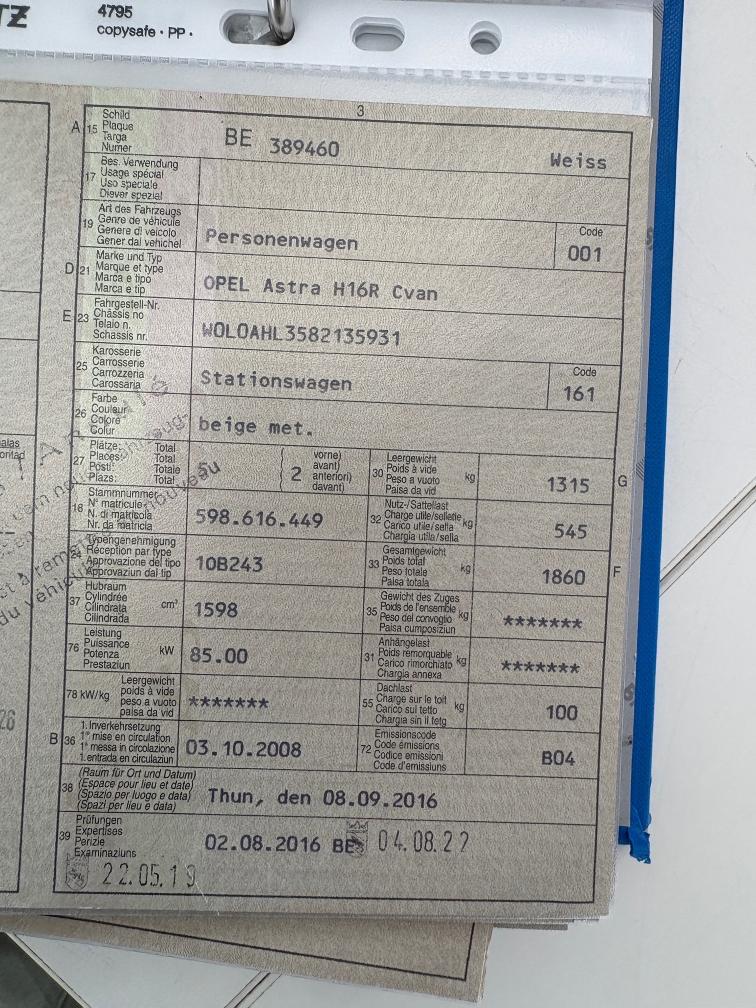 TZ
4795
copysafe · PP ·
3
A 15 Schild
Plaque
Targa
Numer
BE 389460
Weiss
17 Bes. Verwendung
Usage spécial
Uso speciale
Diever spezial
19 Art des Fahrzeugs
Genre de véhicule
Genere di veicolo
Gener dal vehichel
Personenwagen
Code
001
D 21 Marke und Typ
Marque et type
Marca e tipo
Marca e tip
OPEL Astra H16R Cvan
E 23 Fahrgestell-Nr.
Châssis no
Telaio n.
Schassis nr.
W0L0AHL3582135931
25 Karosserie
Carrosserie
Carrozzeria
Carossaria
Stationswagen
Code
161
26 Farbe
Couleur
Colore
Colur
beige met.
27 Plätze: Total
Places: Total
Posti: Totale
Plazs: Total
5
2
vorne)
avant)
anteriori)
davant)
30 Leergewicht
Poids à vide
Peso a vuoto
Paisa da vid
kg
1315
G
18 Stammnummer
N° matricule
N. di matricola
Nr. da matricla
598.616.449
32 Nutz-/Sattellast
Charge utile/sellette
Carico utile/sella
Chargia utila/sella
kg
545
24 Typengenehmigung
Réception par type
Approvazione del tipo
Approvaziun dal tip
10B243
33 Gesamtgewicht
Poids total
Peso totale
Paisa totala
kg
1860
F
37 Hubraum
Cylindrée
Cilindrata
Cilindrada
cm³
1598
35 Gewicht des Zuges
Poids de l'ensemble
Peso del convoglio
Paisa cumposiziun
kg
*******
76 Leistung
Puissance
Potenza
Prestaziun
kW
85.00
31 Anhängelast
Poids remorquable
Carico rimorchiato
Chargia annexa
kg
*******
78 kW/kg
Leergewicht
poids à vide
peso a vuoto
paisa da vid
*******
55 Dachlast
Charge sur le toit
Carico sul tetto
Chargia sin il tetg
kg
100
B 36 1. Inverkehrsetzung
1re mise en circulation
1a messa in circolazione
1. entrada en circulaziun
03.10.2008
72 Emissionscode
Code émissions
Codice emissioni
Code d'emissiuns
B04
38 (Raum für Ort und Datum)
(Espace pour lieu et date)
(Spazio per luogo e data)
(Spazi per lieu e data)
Thun, den 08.09.2016
39 Prüfungen
Expertises
Perizie
Examinaziuns
02.08.2016 BE
04.08.22
22.05.19
26